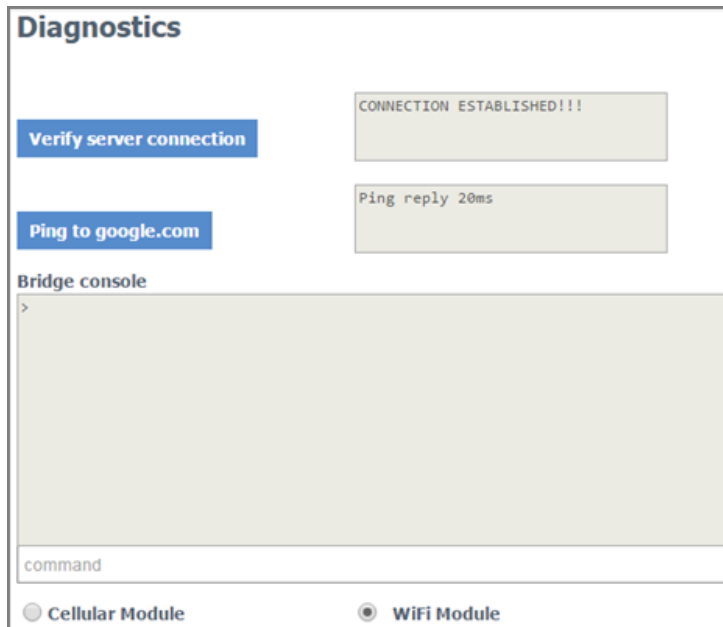 Diagnostics
CONNECTION ESTABLISHED!!!
Verify server connection
Ping reply 20ms
Ping to google.com
Bridge console
>
command
Cellular Module
WiFi Module